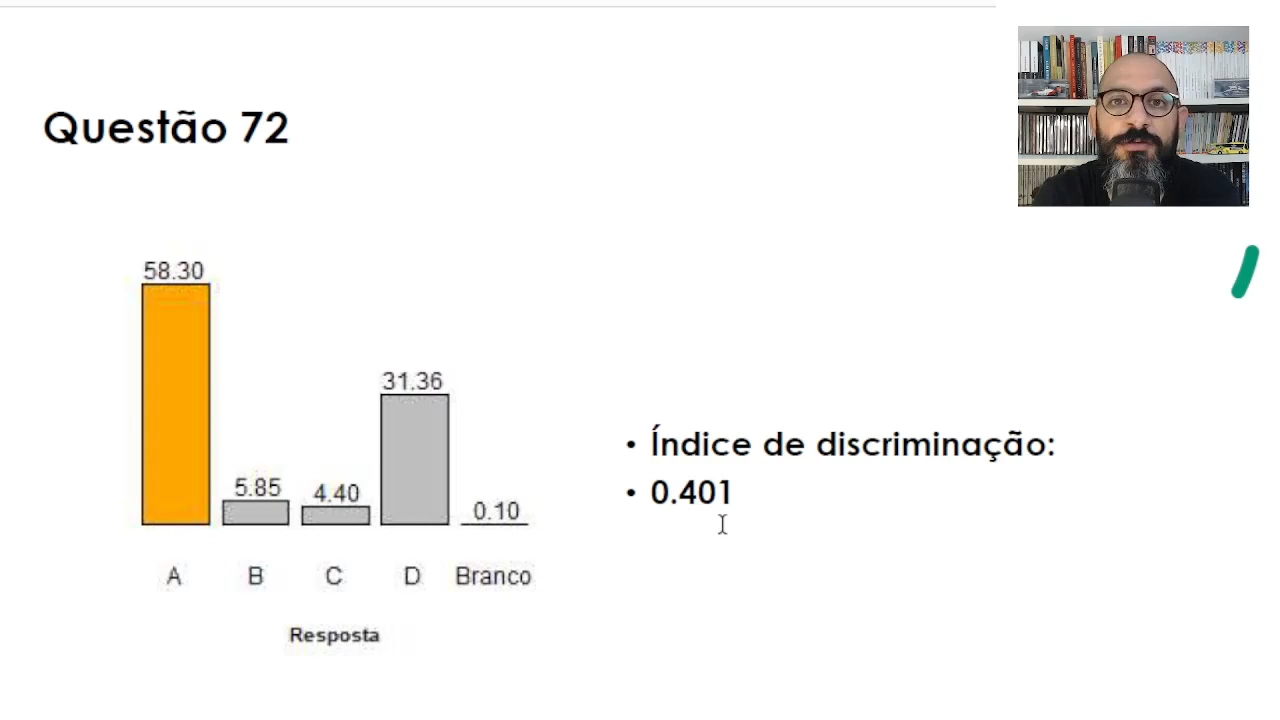 Questão 72
58.30
31.36
5.85
4.40
0.10
A B C D Branco
Resposta
• Índice de discriminação:
• 0.401